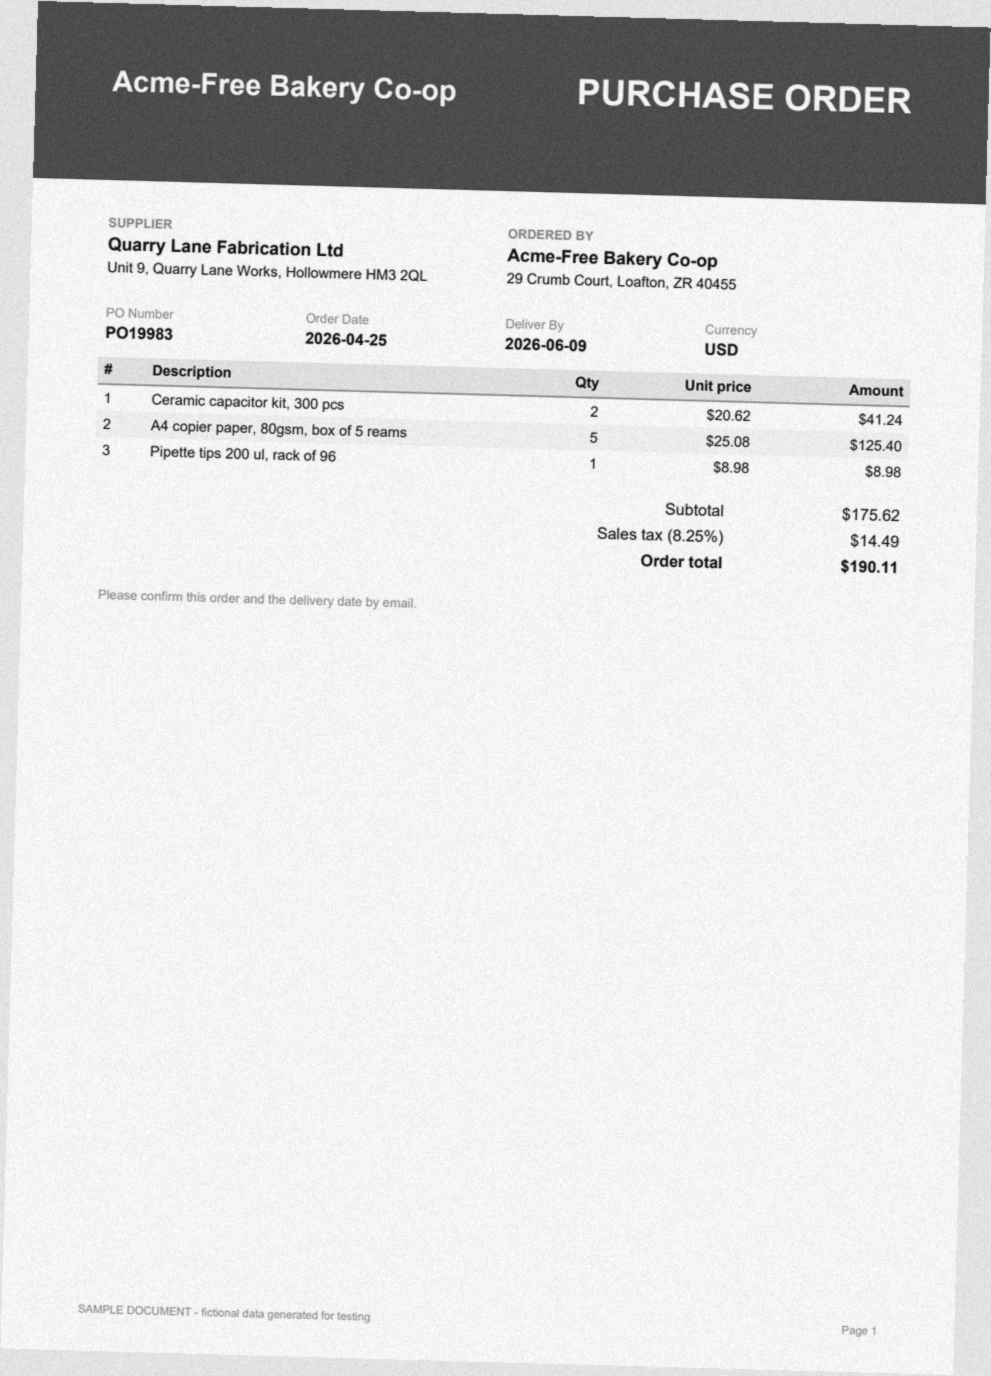 Acme-Free Bakery Co-op PURCHASE ORDER
SUPPLIER
Quarry Lane Fabrication Ltd
Unit 9, Quarry Lane Works, Hollowmere HM3 2QL
ORDERED BY
Acme-Free Bakery Co-op
29 Crumb Court, Loafton, ZR 40455
PO Number Order Date Deliver By Currency
PO19983 2026-04-25 2026-06-09 USD
# Description Qty Unit price Amount
1 Ceramic capacitor kit, 300 pcs 2 $20.62 $41.24
2 A4 copier paper, 80gsm, box of 5 reams 5 $25.08 $125.40
3 Pipette tips 200 ul, rack of 96 1 $8.98 $8.98
Subtotal $175.62
Sales tax (8.25%) $14.49
Order total $190.11
Please confirm this order and the delivery date by email.
SAMPLE DOCUMENT - fictional data generated for testing Page 1